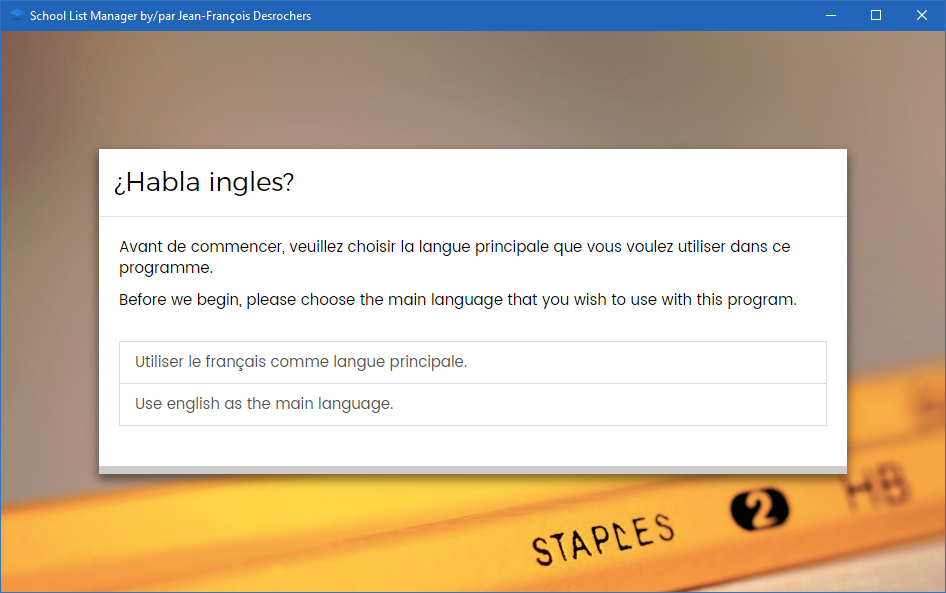 School List Manager by/par Jean-François Desrochers
¿Habla ingles?
Avant de commencer, veuillez choisir la langue principale que vous voulez utiliser dans ce
programme.
Before we begin, please choose the main language that you wish to use with this program.
Utiliser le français comme langue principale.
Use english as the main language.
STAPLES 2 HB